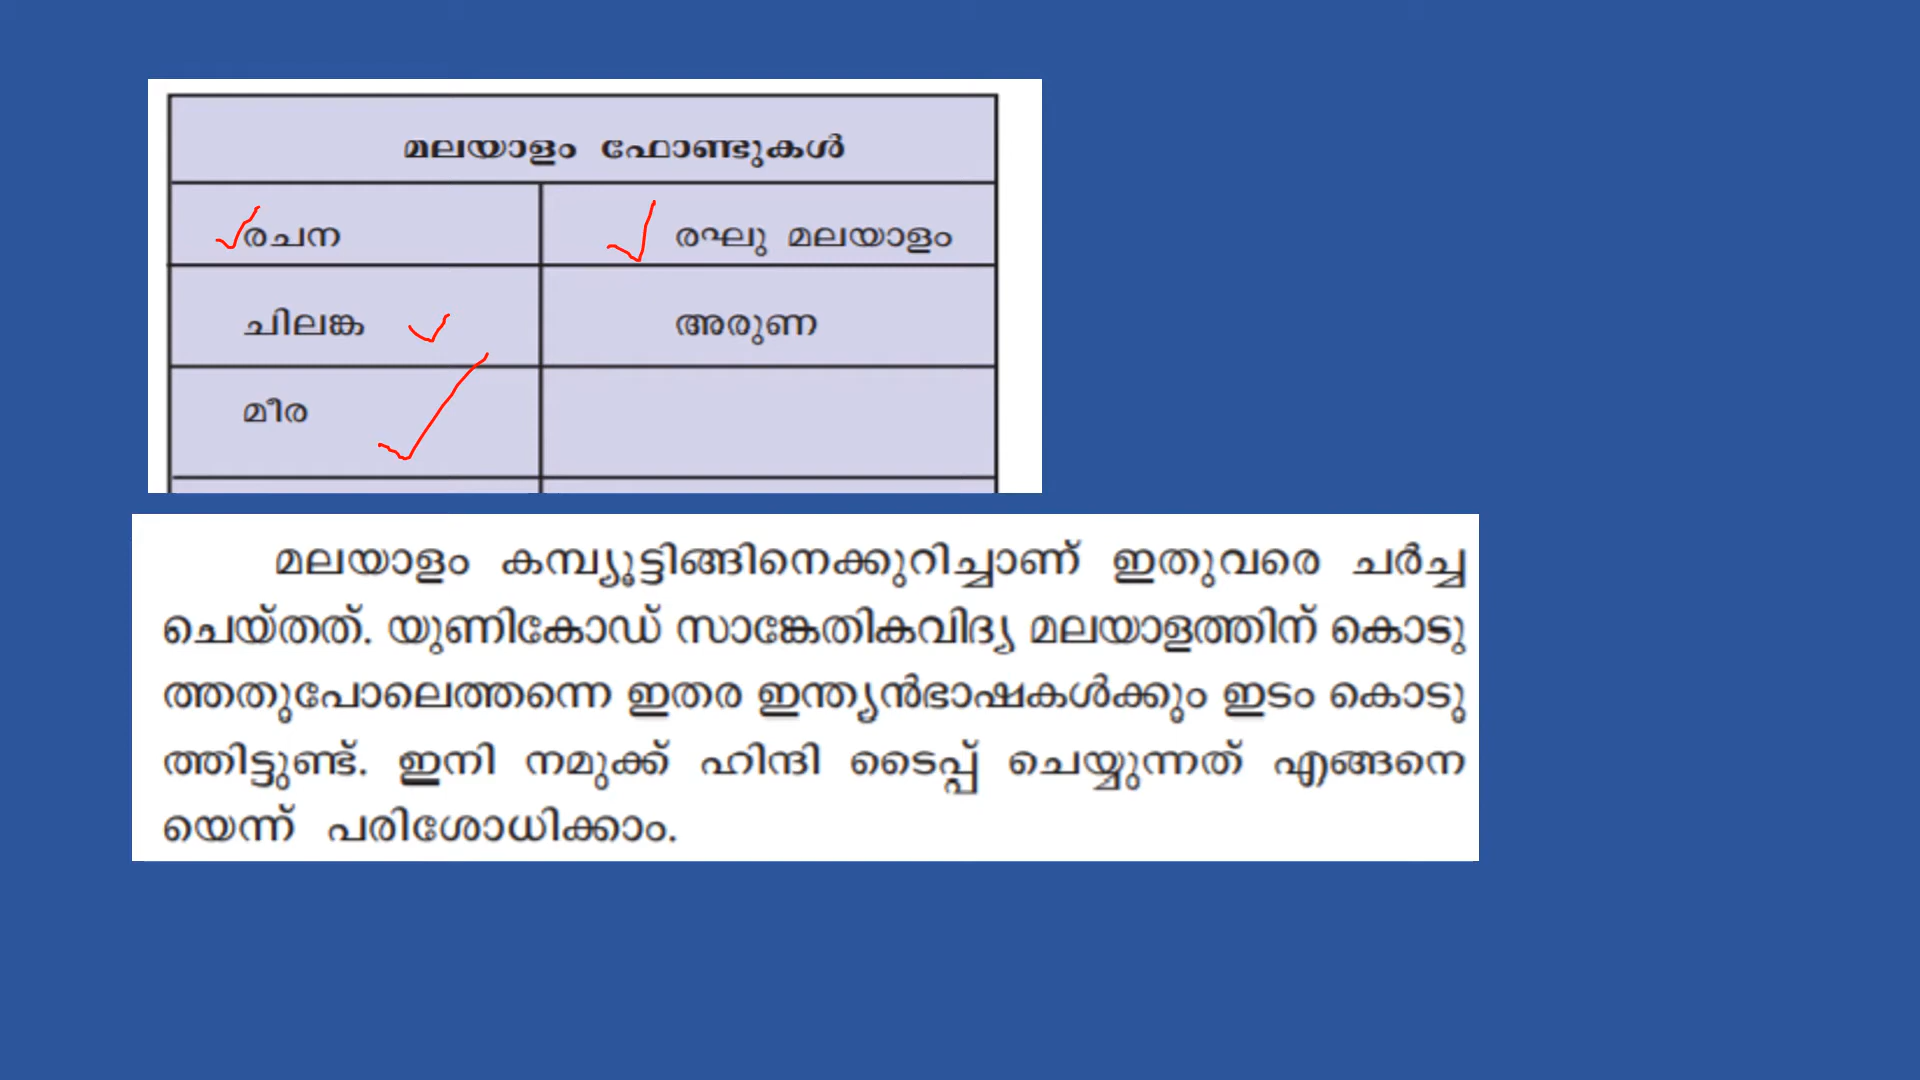 മലയാളം ഫോണ്ടുകൾ
രചന രഘു മലയാളം
ചിലങ്ക അരുണ
മീര
മലയാളം കമ്പ്യൂട്ടിങ്ങിനെക്കുറിച്ചാണ് ഇതുവരെ ചർച്ച
ചെയ്തത്. യുണികോഡ് സാങ്കേതികവിദ്യ മലയാളത്തിന് കൊടു
ത്തതുപോലെത്തന്നെ ഇതര ഇന്ത്യൻഭാഷകൾക്കും ഇടം കൊടു
ത്തിട്ടുണ്ട്. ഇനി നമുക്ക് ഹിന്ദി ടൈപ്പ് ചെയ്യുന്നത് എങ്ങനെ
യെന്ന് പരിശോധിക്കാം.